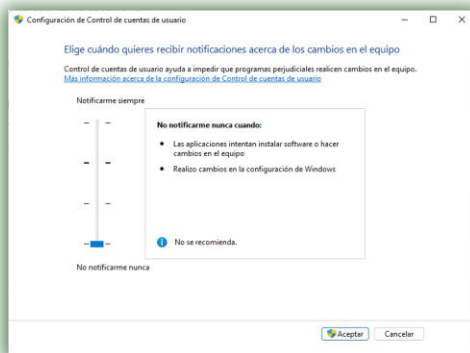 Configuración de Control de cuentas de usuario
Elige cuándo quieres recibir notificaciones acerca de los cambios en el equipo
Control de cuentas de usuario ayuda a impedir que programas perjudiciales realicen cambios en el equipo.
Más información acerca de la configuración de Control de cuentas de usuario
Notificarme siempre
No notificarme nunca cuando:
Las aplicaciones intentan instalar software o hacer
cambios en el equipo
Realizo cambios en la configuración de Windows
No se recomienda.
No notificarme nunca
Aceptar
Cancelar